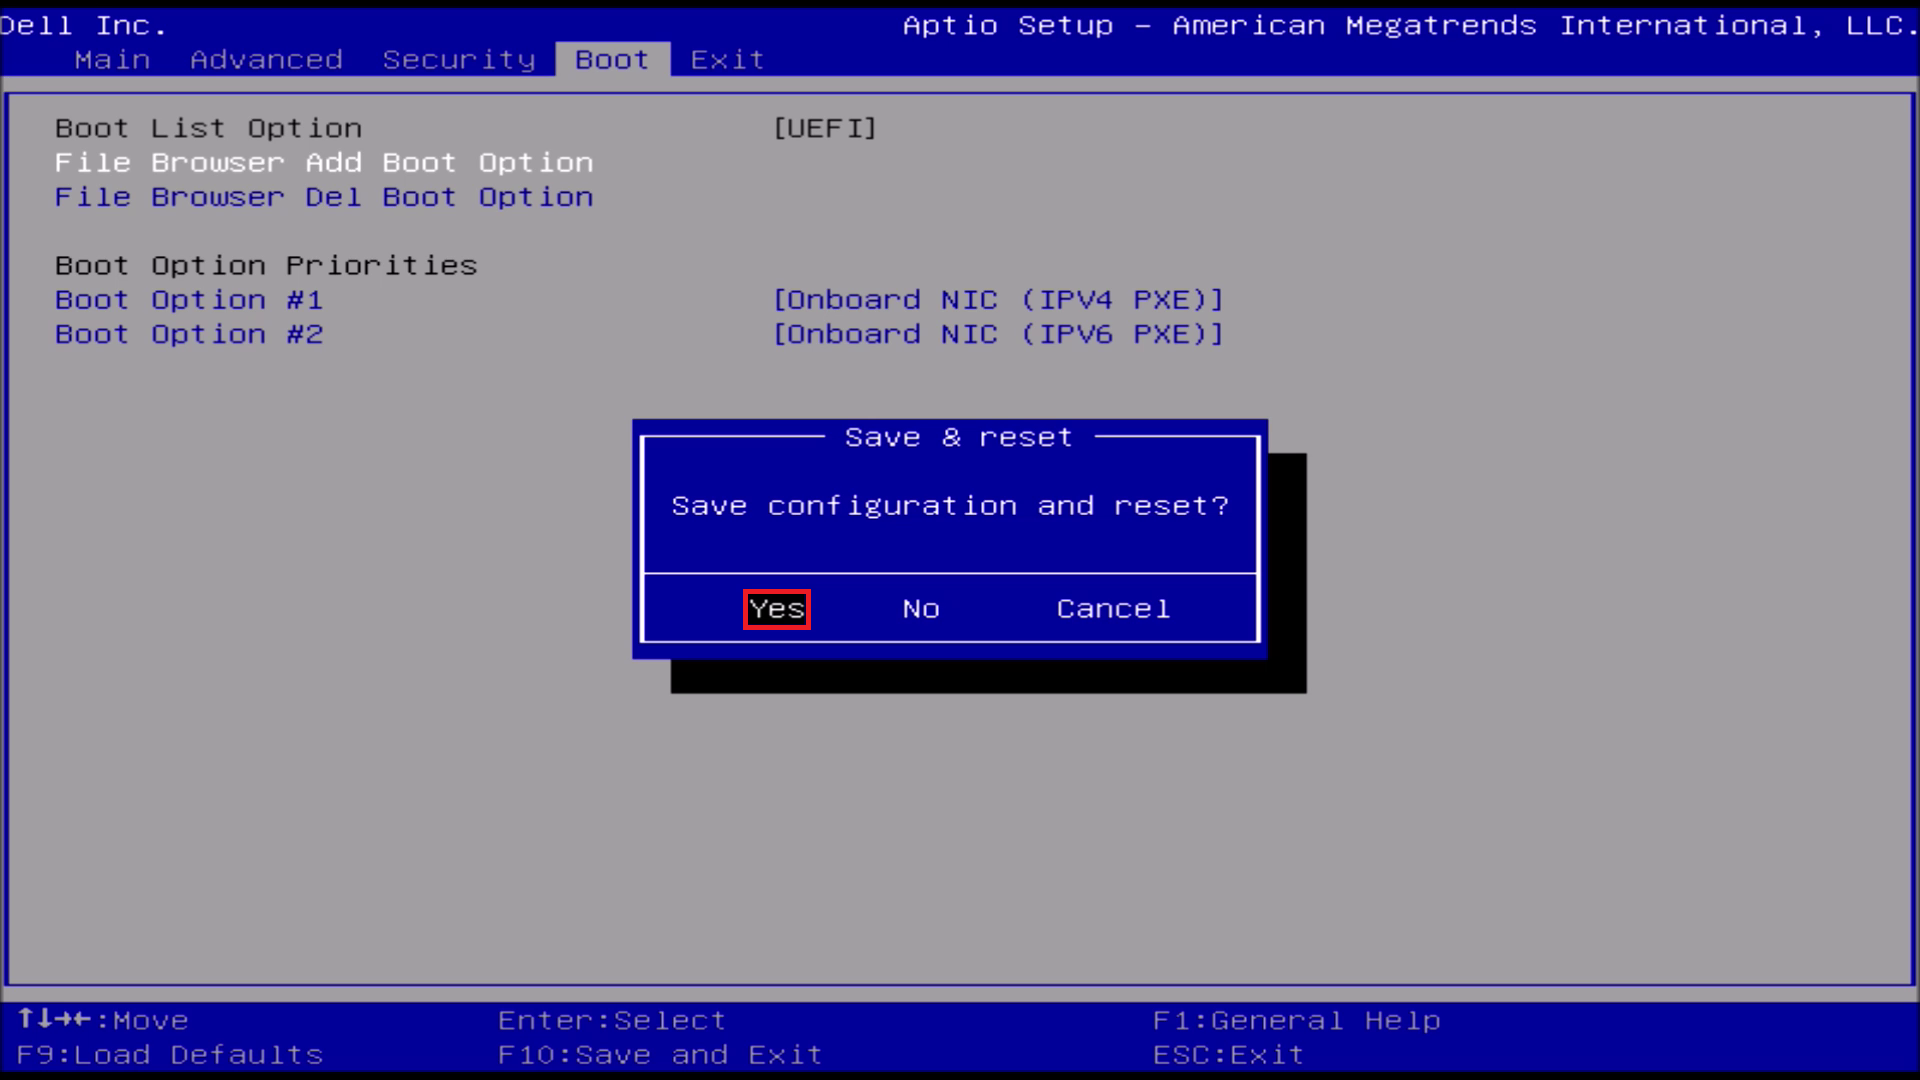 Dell Inc. Aptio Setup – American Megatrends International, LLC.
Main Advanced Security Boot Exit
Boot List Option [UEFI]
File Browser Add Boot Option
File Browser Del Boot Option
Boot Option Priorities
Boot Option #1 [Onboard NIC (IPV4 PXE)]
Boot Option #2 [Onboard NIC (IPV6 PXE)]
Save & reset
Save configuration and reset?
Yes No Cancel
↑↓→←:Move Enter:Select F1:General Help
F9:Load Defaults F10:Save and Exit ESC:Exit